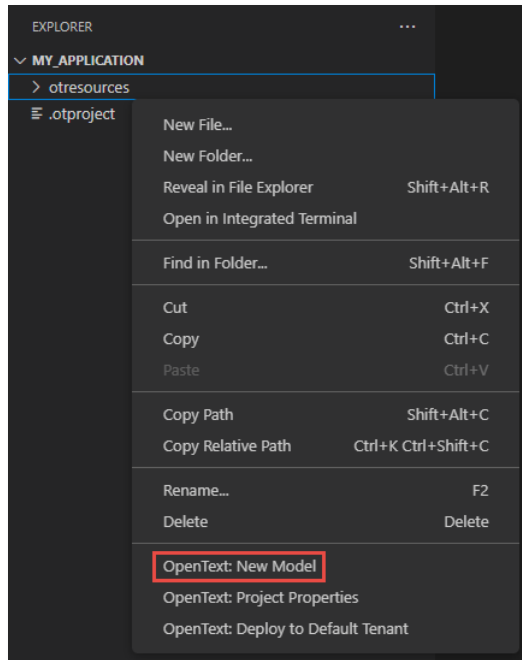 EXPLORER ...
MY_APPLICATION
otresources
.otproject
New File...
New Folder...
Reveal in File Explorer Shift+Alt+R
Open in Integrated Terminal
Find in Folder... Shift+Alt+F
Cut Ctrl+X
Copy Ctrl+C
Paste Ctrl+V
Copy Path Shift+Alt+C
Copy Relative Path Ctrl+K Ctrl+Shift+C
Rename... F2
Delete Delete
OpenText: New Model
OpenText: Project Properties
OpenText: Deploy to Default Tenant